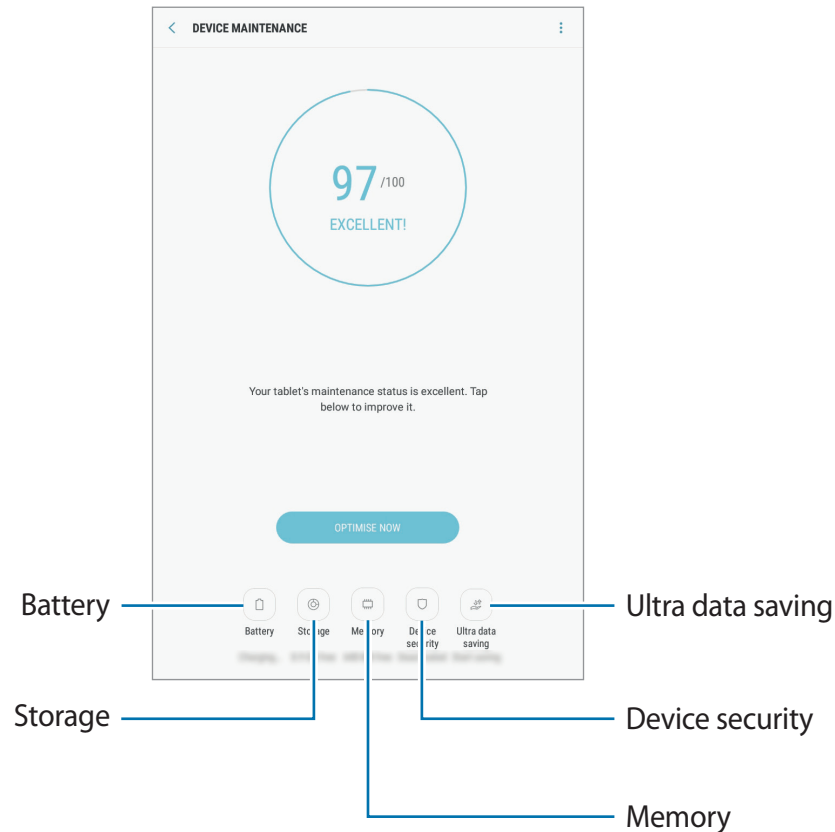 DEVICE MAINTENANCE
97 /100
EXCELLENT!
Your tablet's maintenance status is excellent. Tap
below to improve it.
OPTIMISE NOW
Battery
Storage
Memory
Device
security
Ultra data
saving
Battery
Ultra data saving
Storage
Device security
Memory